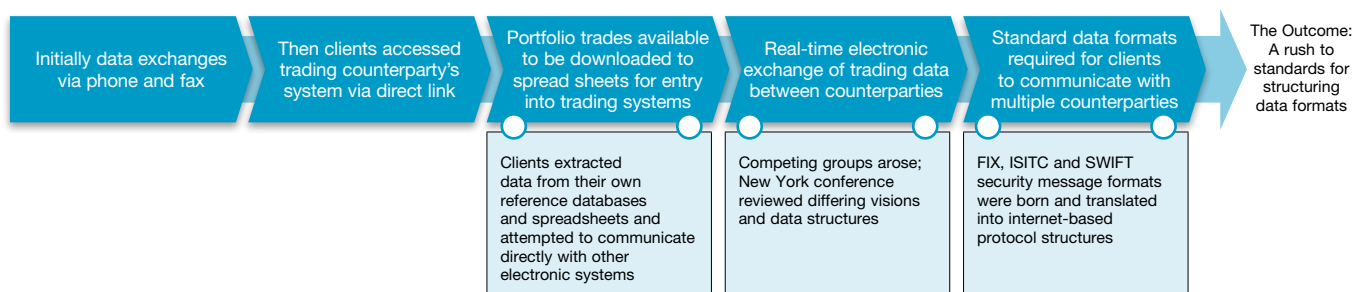 Initially data exchanges
via phone and fax
Then clients accessed
trading counterparty's
system via direct link
Portfolio trades available
to be downloaded to
spread sheets for entry
into trading systems
Real-time electronic
exchange of trading data
between counterparties
Standard data formats
required for clients
to communicate with
multiple counterparties
The Outcome:
A rush to
standards for
structuring
data formats
Clients extracted
data from their own
reference databases
and spreadsheets and
attempted to communicate
directly with other
electronic systems
Competing groups arose;
New York conference
reviewed differing visions
and data structures
FIX, ISITC and SWIFT
security message formats
were born and translated
into internet-based
protocol structures